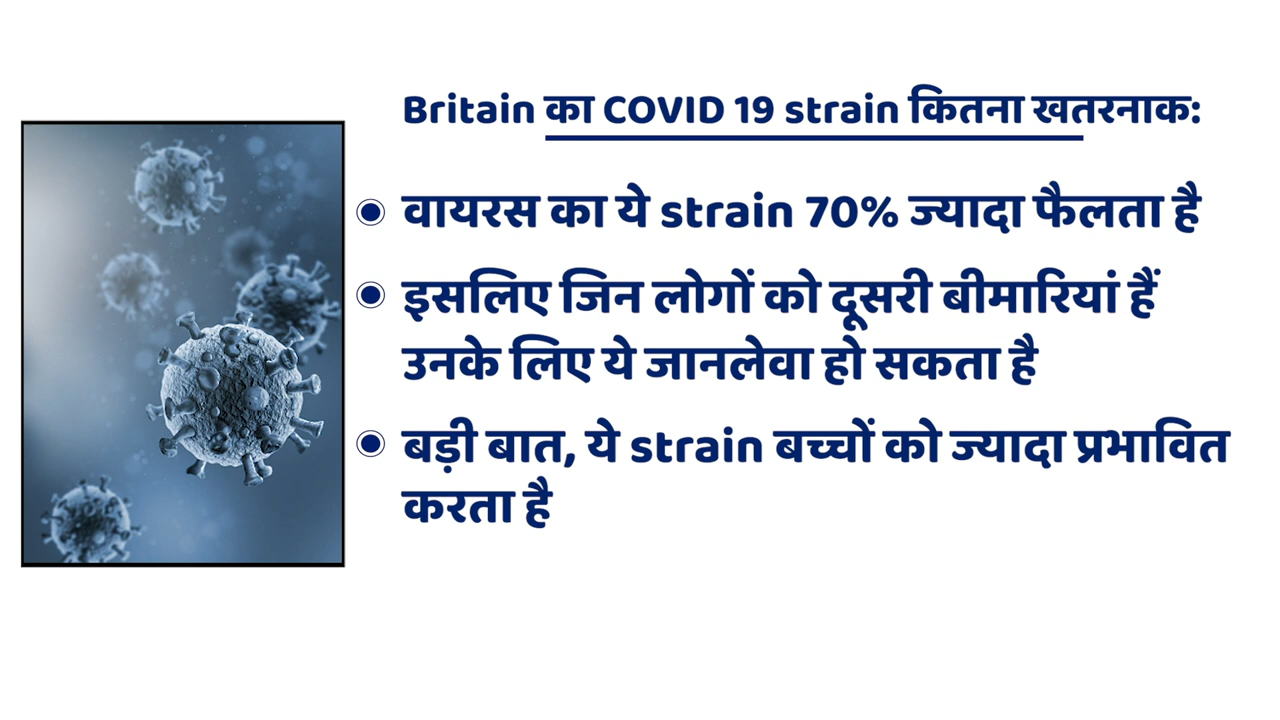 Britain का COVID 19 strain कितना खतरनाक:
वायरस का ये strain 70% ज्यादा फैलता है
इसलिए जिन लोगों को दूसरी बीमारियां हैं
उनके लिए ये जानलेवा हो सकता है
बड़ी बात, ये strain बच्चों को ज्यादा प्रभावित
करता है